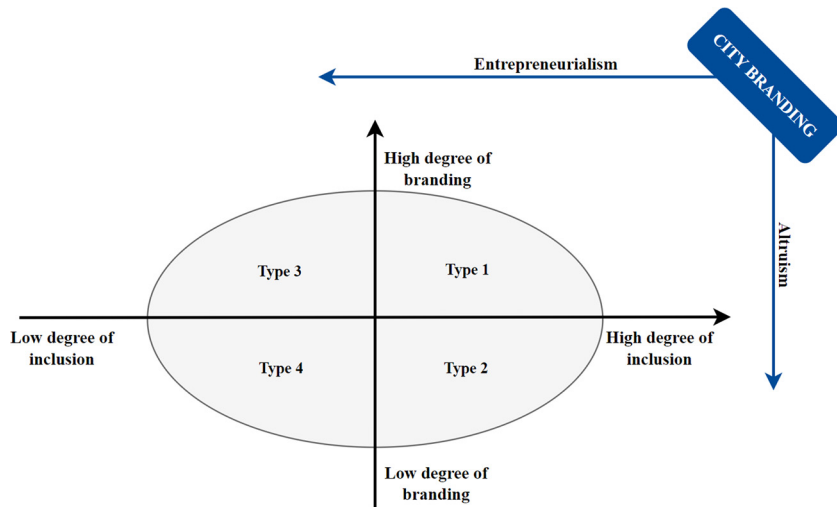 Entrepreneurialism
CITY BRANDING
High degree of
branding
Altruism
Type 3
Type 1
Low degree of
inclusion
High degree of
inclusion
Type 4
Type 2
Low degree of
branding